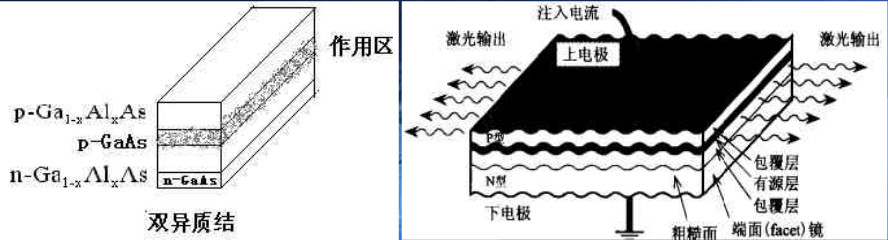 作用区
p-Ga1-xAlxAs
p-GaAs
n-Ga1-xAlxAs
n-GaAs
双异质结
注入电流
激光输出
激光输出
上电极
P型
N型
包覆层
有源层
包覆层
下电极
粗糙面
端面(facet)镜